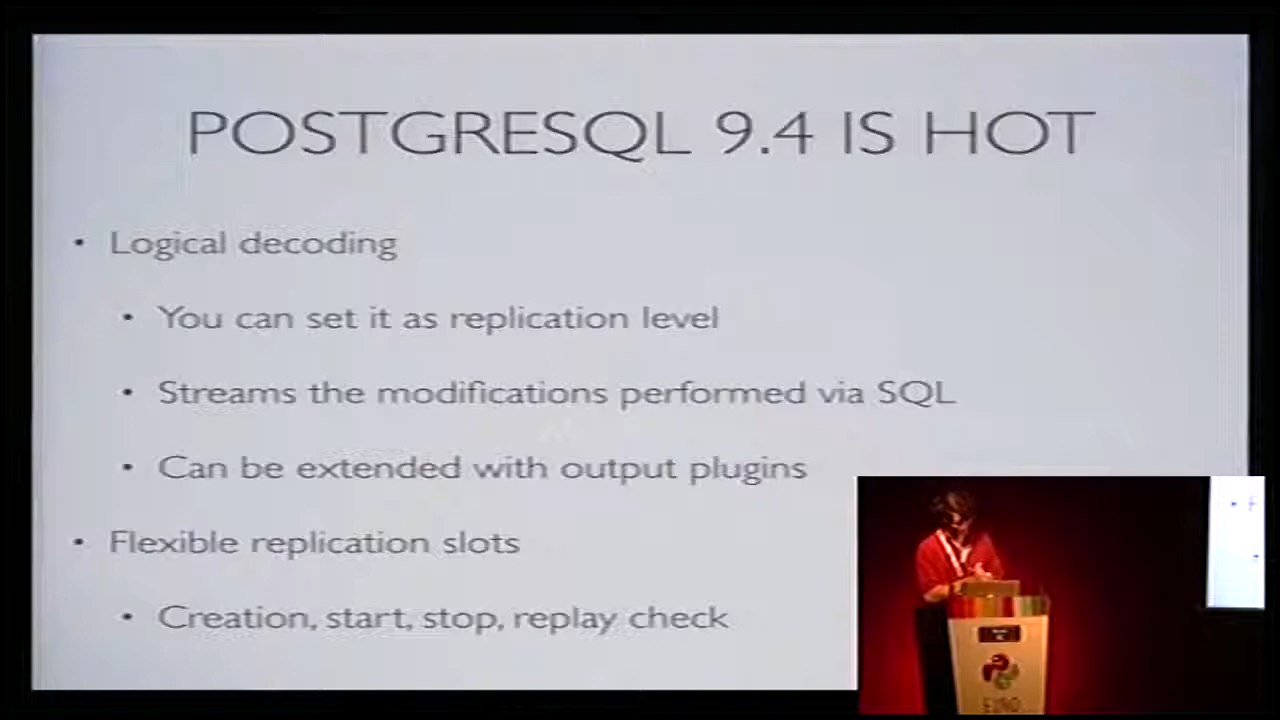 POSTGRESQL 9.4 IS HOT
• Logical decoding
• You can set it as replication level
• Streams the modifications performed via SQL
• Can be extended with output plugins
• Flexible replication slots
• Creation, start, stop, replay check
EURO